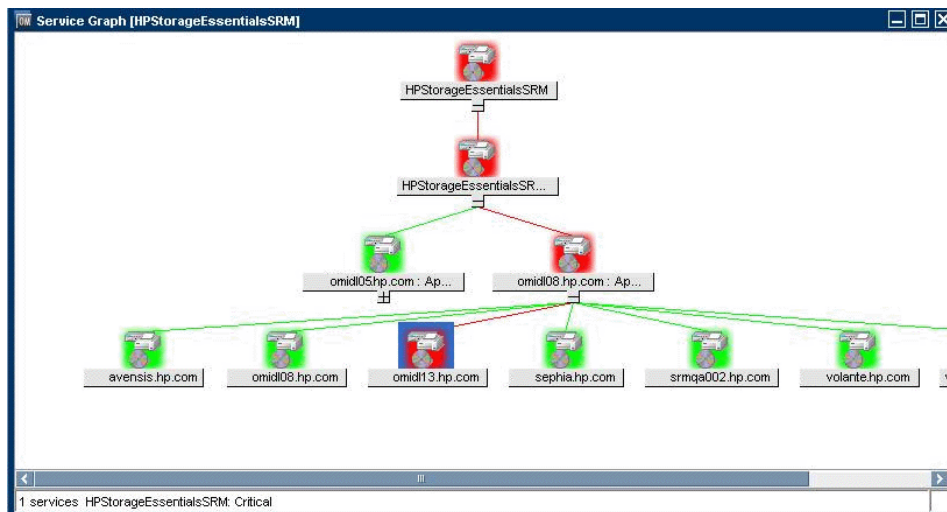 Service Graph [HPStorageEssentialsSRM]
HPStorageEssentialsSRM
HPStorageEssentialsSR...
omidl05.hp.com : Ap...
omidl08.hp.com : Ap...
avensis.hp.com
omidl08.hp.com
omidl13.hp.com
sephia.hp.com
srmqa002.hp.com
volante.hp.com
1 services HPStorageEssentialsSRM: Critical